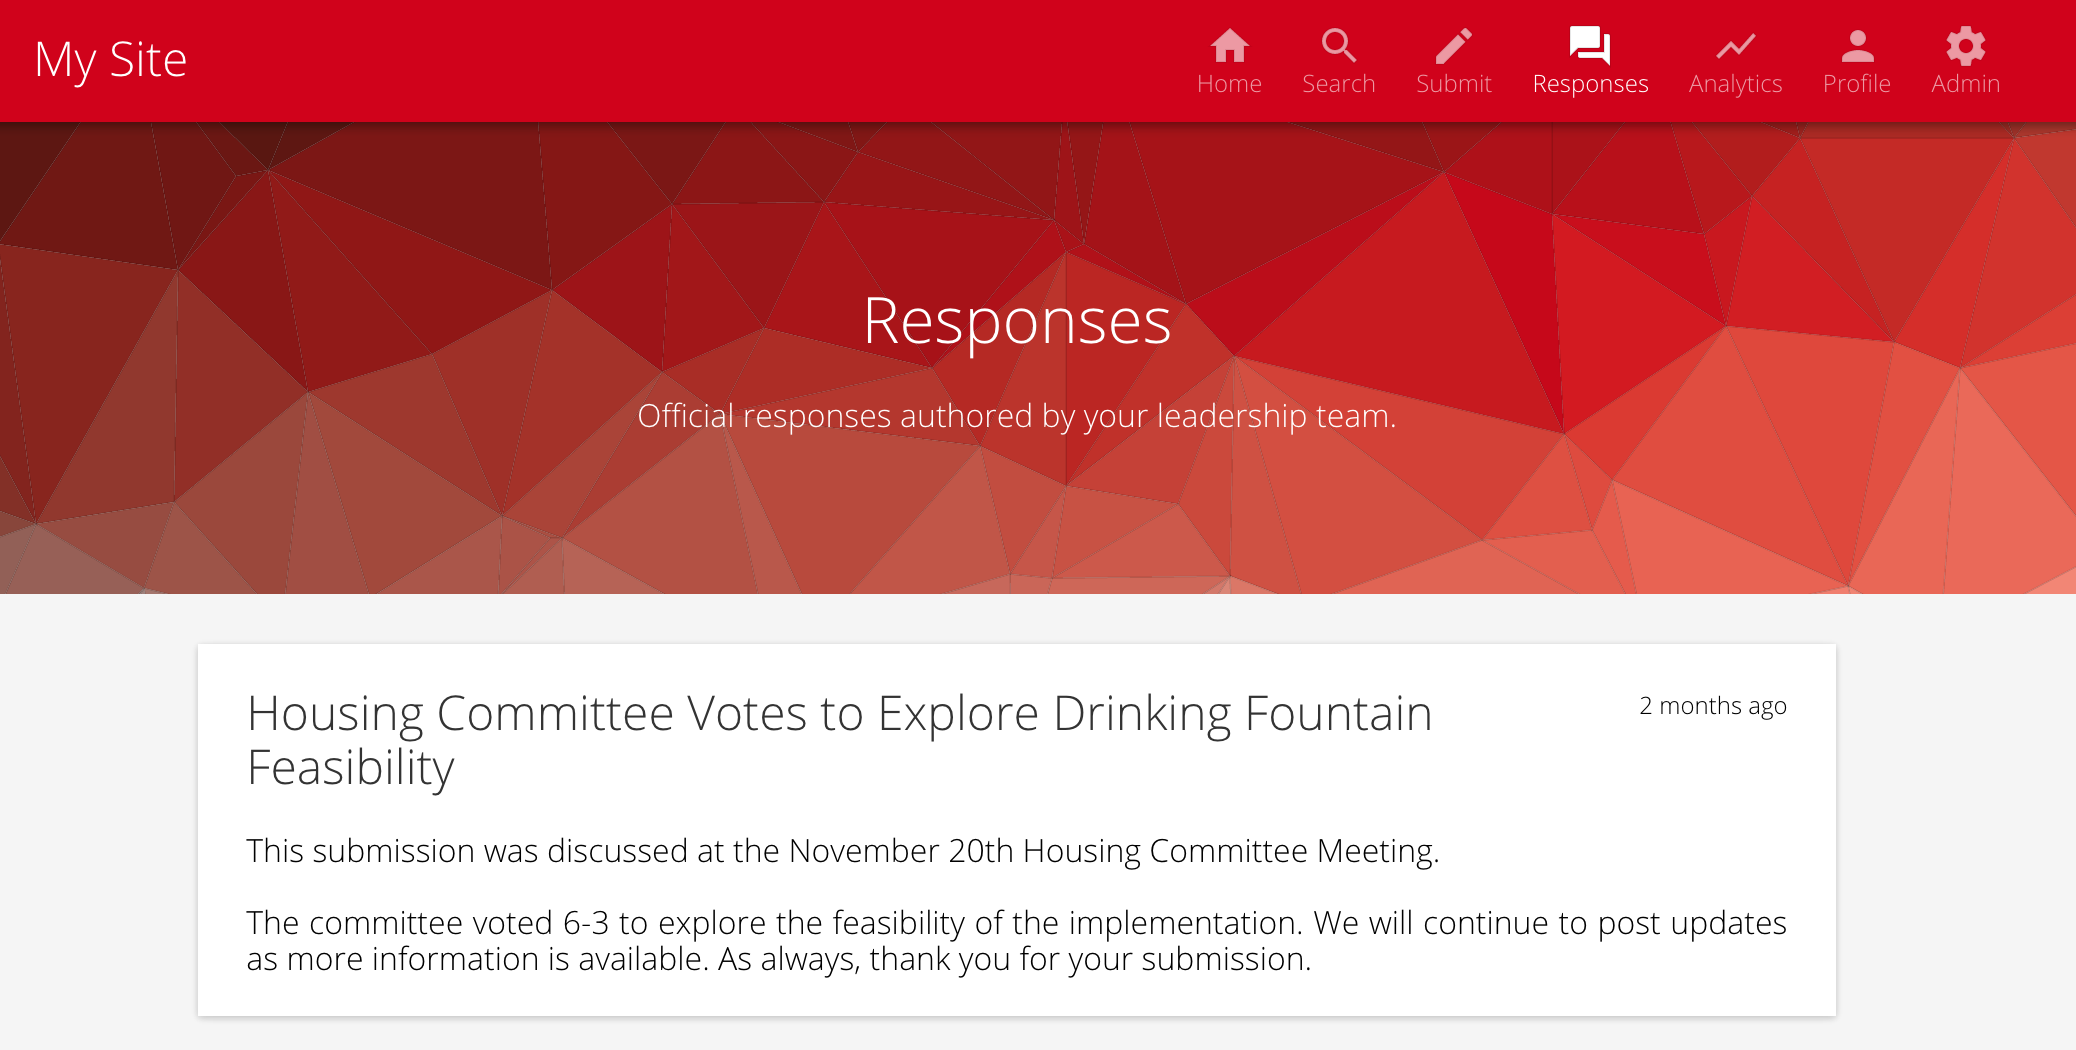 My Site
Home
Search
Submit
Responses
Analytics
Profile
Admin
Responses
Official responses authored by your leadership team.
Housing Committee Votes to Explore Drinking Fountain
Feasibility
2 months ago
This submission was discussed at the November 20th Housing Committee Meeting.
The committee voted 6-3 to explore the feasibility of the implementation. We will continue to post updates
as more information is available. As always, thank you for your submission.